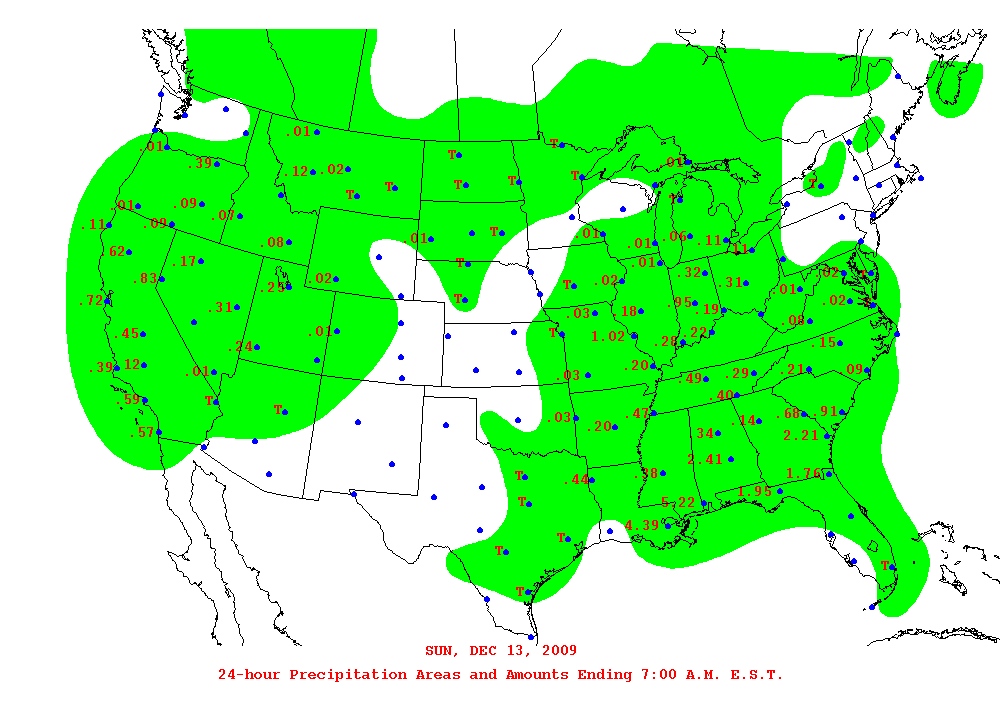 .01
T
T
.01
.39
.12 .02
T
T
T
T
T
.01
T
.01
.09
.07
.11
.09
T
.62
.08
.01
T
.01
.01
.06
.11
.11
.17
.83
.25
.02
T
T
.01
.02
.32
.31
.01
.02
T
.72
.31
T
.03
.18
.95
.19
.02
.08
.45
.24
.01
T
1.02
.28
.22
.15
.39
.12
.01
.03
.20
.49
.29
.21
.09
.59
T
T
.03
.20
.47
.40
.14
.68
.91
.57
.34
2.21
T
.44
.38
2.41
1.76
T
5.22
1.95
4.39
T
T
T
T
SUN, DEC 13, 2009
24-hour Precipitation Areas and Amounts Ending 7:00 A.M. E.S.T.